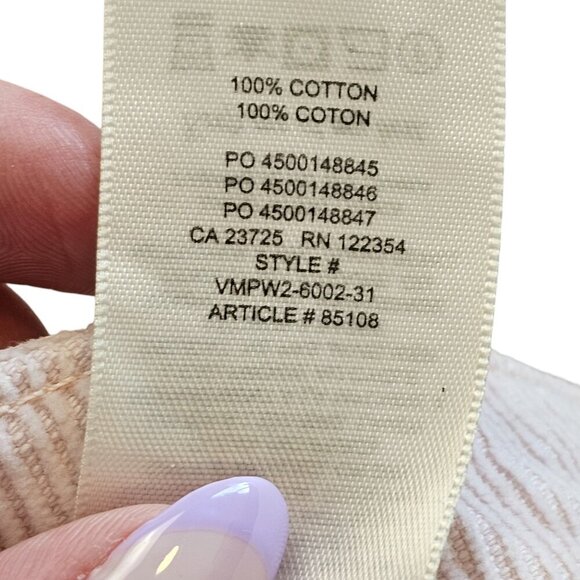 100% COTTON
100% COTON
PO 4500148845
PO 4500148846
PO 4500148847
CA 23725 RN 122354
STYLE #
VMPW2-6002-31
ARTICLE # 85108